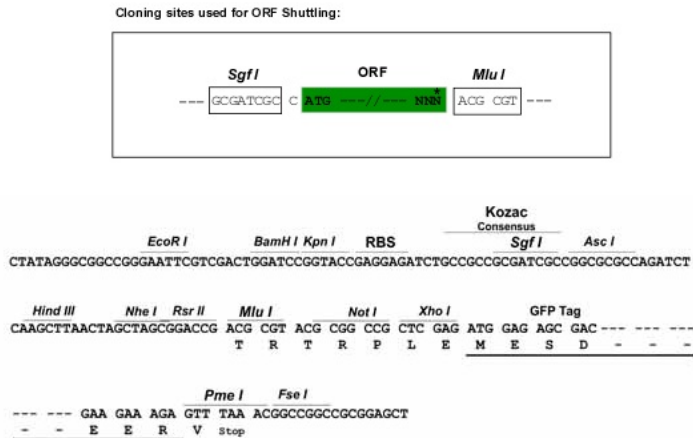 Cloning sites used for ORF Shuttling:
Sgf I ORF Mlu I
--- GCGATCGC C ATG ---//--- NNN* ACG CGT ---
Kozac
Consensus
EcoR I BamH I Kpn I RBS Sgf I Asc I
CTATAGGGCGGCCGGGAATTCGTCGACTGGATCCGGTACCGAGGAGATCTGCCGCCGCGATCGCCGGCGCGCCAGATCT
Hind III Nhe I Rsr II Mlu I Not I Xho I GFP Tag
CAAGCTTAACTAGCTAGCGGACCG ACG CGT ACG CGG CCG CTC GAG ATG GAG AGC GAC--- --- ---
T R T R P L E M E S D - - -
Pme I Fse I
--- --- GAA GAA AGA GTT TAA ACGGCCGGCCGCGGAGCT
- - E E R V Stop